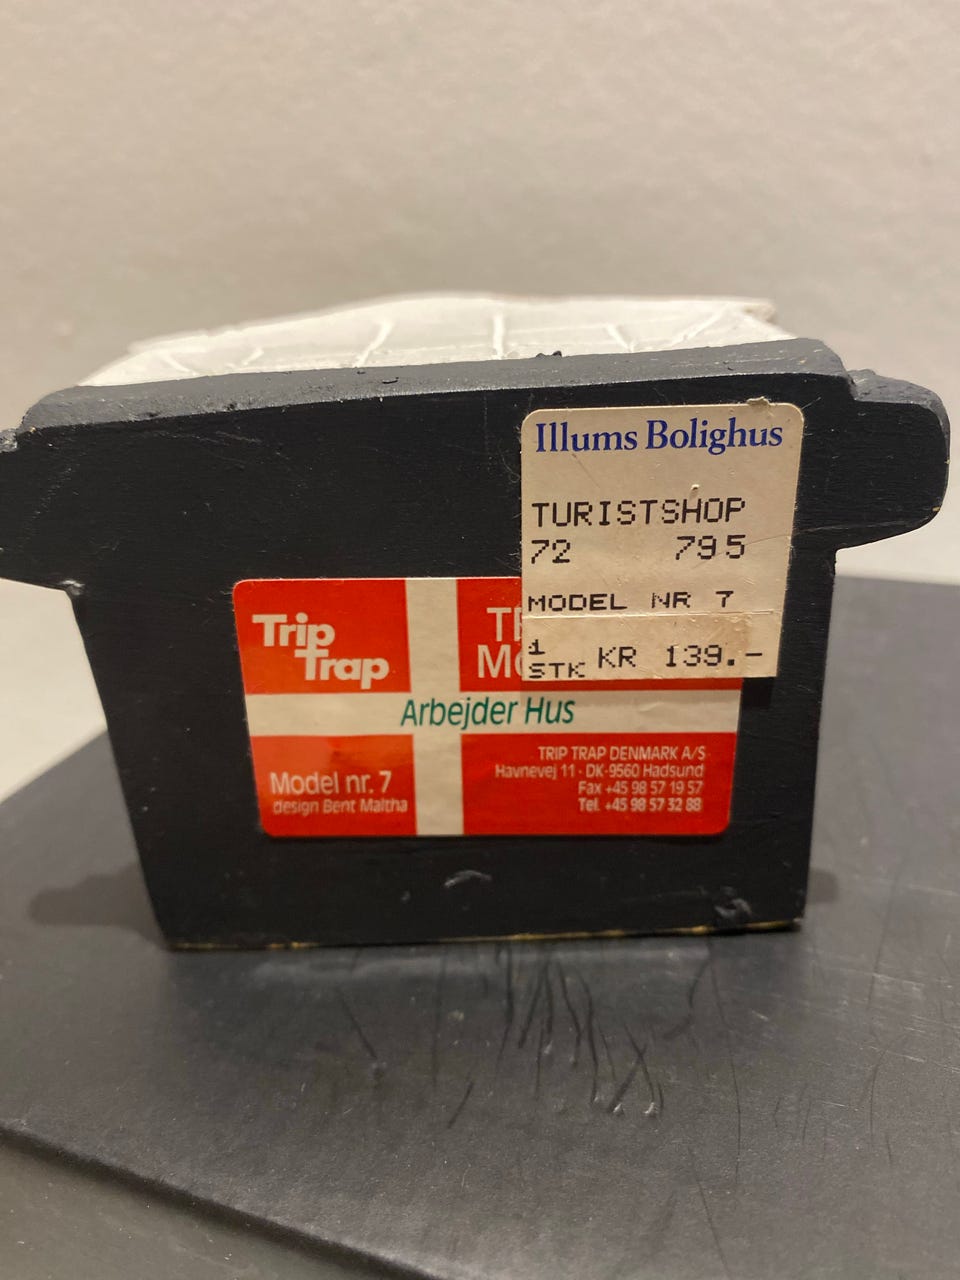 Illums Bolighus
TURISTSHOP
72 795
MODEL NR 7
1 STK KR 139.-
Trip
Trap
Arbejder Hus
Model nr. 7
design Bent Maltha
TRIP TRAP DENMARK A/S
Havnevej 11 · DK-9560 Hadsund
Fax +45 98 57 19 57
Tel. +45 98 57 32 88